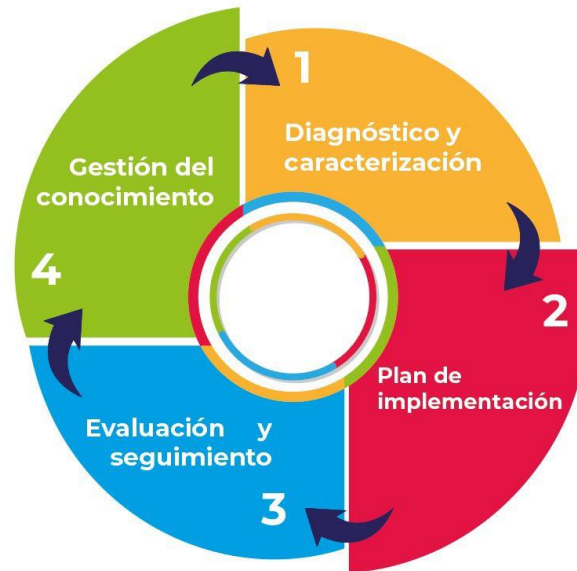 1
Diagnóstico y
caracterización
2
Plan de
implementación
3
Evaluación y
seguimiento
4
Gestión del
conocimiento